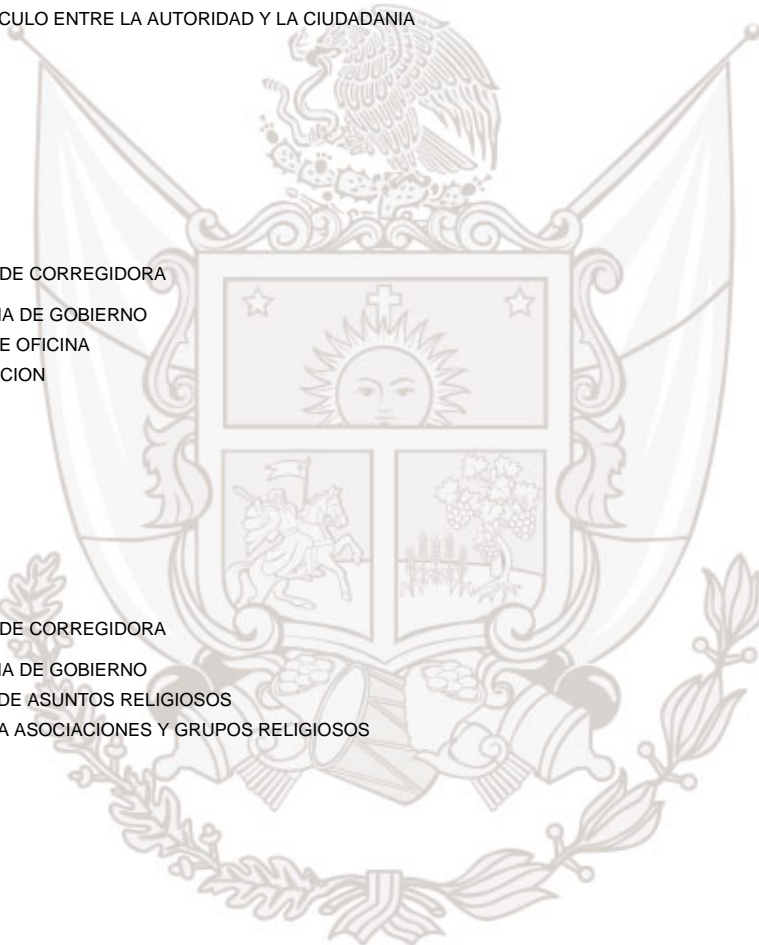 CULO ENTRE LA AUTORIDAD Y LA CIUDADANIA
DE CORREGIDORA
IA DE GOBIERNO
E OFICINA
CION
DE CORREGIDORA
IA DE GOBIERNO
DE ASUNTOS RELIGIOSOS
A ASOCIACIONES Y GRUPOS RELIGIOSOS